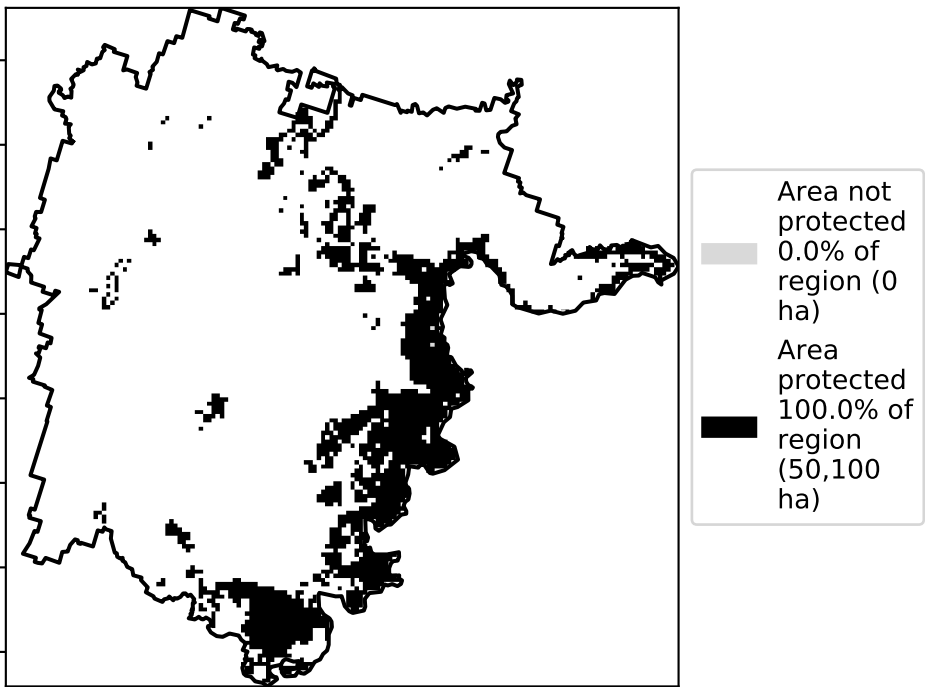 Area not
protected
0.0% of
region (0
ha)
Area
protected
100.0% of
region
(50,100
ha)